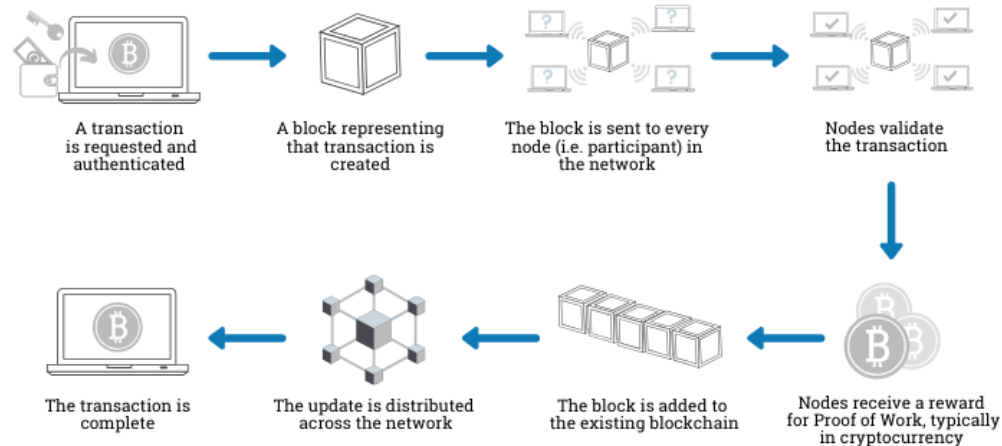 A transaction
is requested and
authenticated
A block representing
that transaction is
created
The block is sent to every
node (i.e. participant) in
the network
Nodes validate
the transaction
Nodes receive a reward
for Proof of Work, typically
in cryptocurrency
The block is added to
the existing blockchain
The update is distributed
across the network
The transaction is
complete